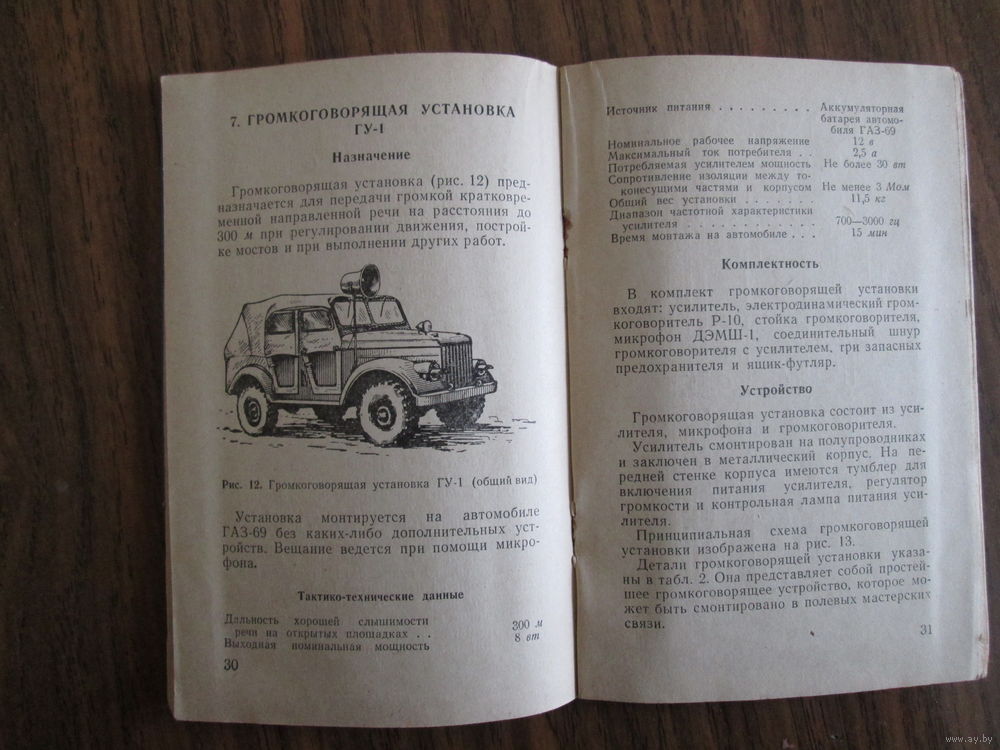 7. ГРОМКОГОВОРЯЩАЯ УСТАНОВКА
ГУ-1
Назначение
Громкоговорящая установка (рис. 12) пред-
назначается для передачи громкой кратковре-
менной направленной речи на расстояния до
300 м при регулировании движения, построй-
ке мостов и при выполнении других работ.
Рис. 12. Громкоговорящая установка ГУ-1 (общий вид)
Установка монтируется на автомобиле
ГАЗ-69 без каких-либо дополнительных уст-
ройств. Вещание ведется при помощи микро-
фона.
Тактико-технические данные
Дальность хорошей слышимости
речи на открытых площадках . . 300 м
Выходная номинальная мощность 8 вт
30
Источник питания . . . . . . . . . Аккумуляторная
батарея автомо-
биля ГАЗ-69
Номинальное рабочее напряжение 12 в
Максимальный ток потребителя . . 2,5 а
Потребляемая усилителем мощность Не более 30 вт
Сопротивление изоляции между то-
конесущими частями и корпусом Не менее 3 Мом
Общий вес установки . . . . . . . 11,5 кг
Диапазон частотной характеристики
усилителя . . . . . . . . . . . . 700—3000 гц
Время монтажа на автомобиле . . . 15 мин
Комплектность
В комплект громкоговорящей установки
входят: усилитель, электродинамический гром-
коговоритель Р-10, стойка громкоговорителя,
микрофон ДЭМШ-1, соединительный шнур
громкоговорителя с усилителем, три запасных
предохранителя и ящик-футляр.
Устройство
Громкоговорящая установка состоит из уси-
лителя, микрофона и громкоговорителя.
Усилитель смонтирован на полупроводниках
и заключен в металлический корпус. На пе-
редней стенке корпуса имеются тумблер для
включения питания усилителя, регулятор
громкости и контрольная лампа питания уси-
лителя.
Принципиальная схема громкоговорящей
установки изображена на рис. 13.
Детали громкоговорящей установки указа-
ны в табл. 2. Она представляет собой простей-
шее громкоговорящее устройство, которое мо-
жет быть смонтировано в полевых мастерских
связи.
31
www.ay.by